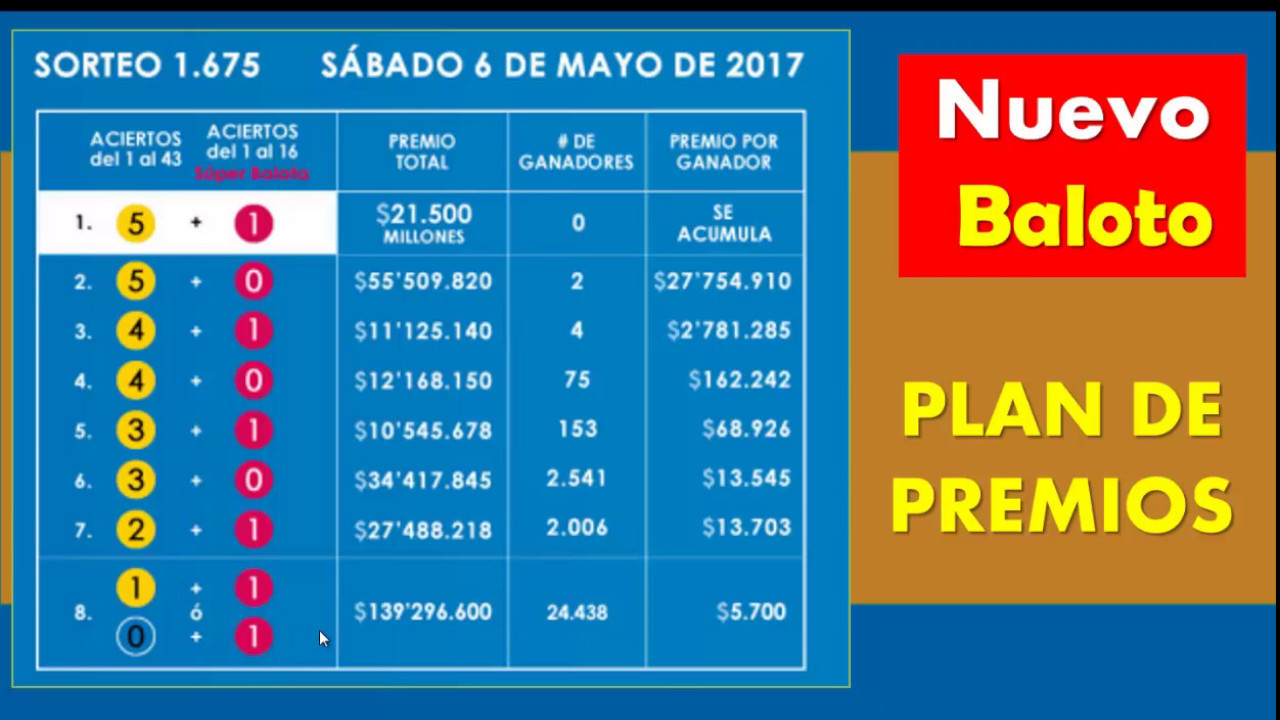 SORTEO 1.675 SÁBADO 6 DE MAYO DE 2017
ACIERTOS del 1 al 43
ACIERTOS del 1 al 16 Súper Balota
PREMIO TOTAL
# DE GANADORES
PREMIO POR GANADOR
1. 5 + 1 $21.500 MILLONES 0 SE ACUMULA
2. 5 + 0 $55'509.820 2 $27'754.910
3. 4 + 1 $11'125.140 4 $2'781.285
4. 4 + 0 $12'168.150 75 $162.242
5. 3 + 1 $10'545.678 153 $68.926
6. 3 + 0 $34'417.845 2.541 $13.545
7. 2 + 1 $27'488.218 2.006 $13.703
8. 1 + 1 ó 0 + 1 $139'296.600 24.438 $5.700
Nuevo
Baloto
PLAN DE
PREMIOS